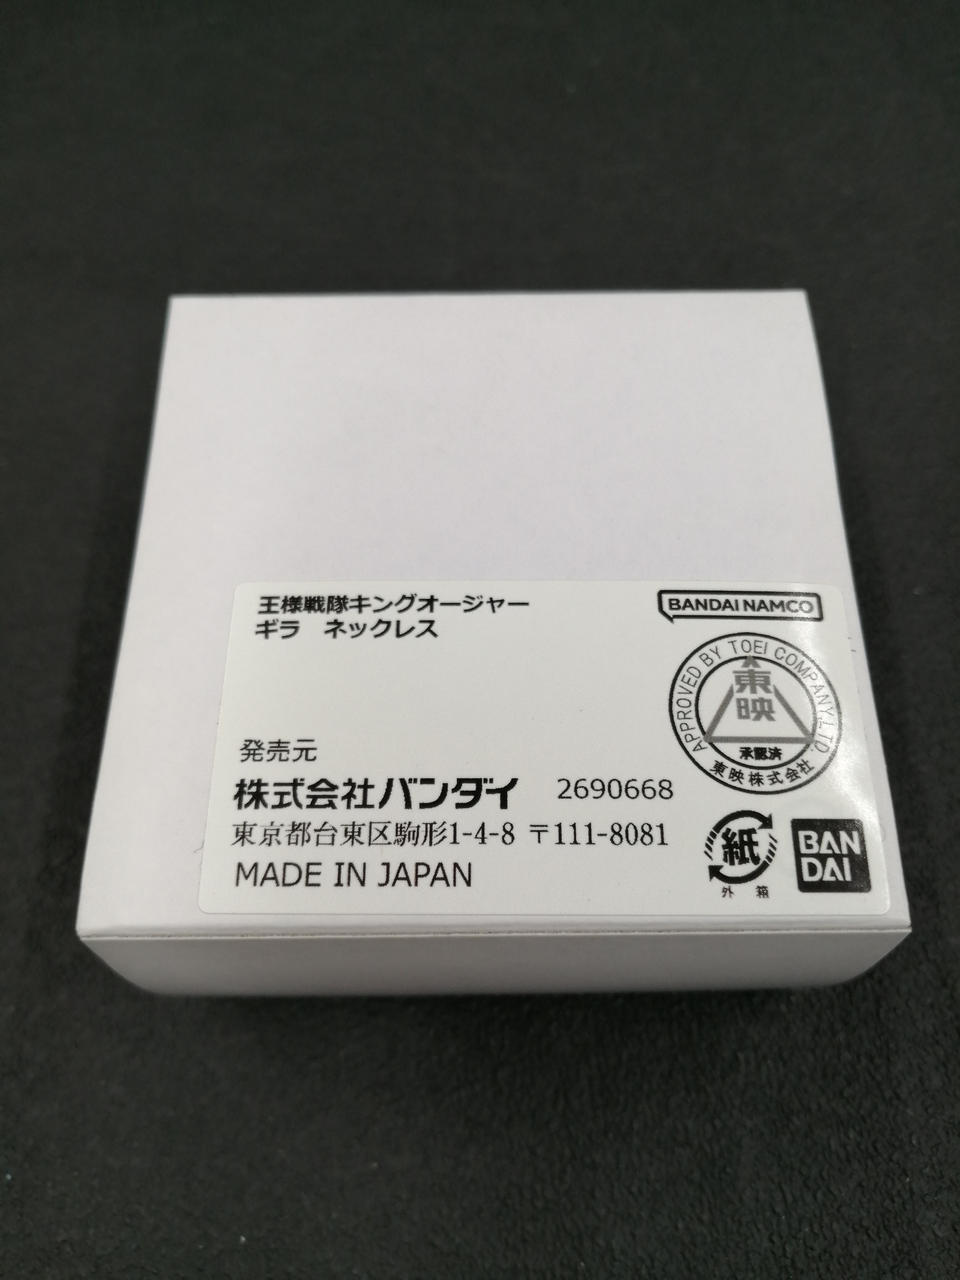 王様戦隊キングオージャー
ギラ ネックレス
BANDAI NAMCO
APPROVED BY TOEI COMPANY,LTD.
東映
承認済
東映株式会社
発売元
株式会社バンダイ 2690668
東京都台東区駒形1-4-8 〒111-8081
MADE IN JAPAN
紙
外箱
BAN
DAI